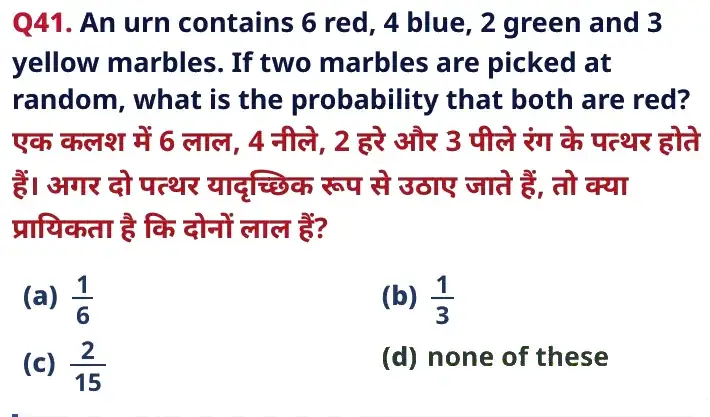 Q41. An urn contains 6 red, 4 blue, 2 green and 3
yellow marbles. If two marbles are picked at
random, what is the probability that both are red?
एक कलश में 6 लाल, 4 नीले, 2 हरे और 3 पीले रंग के पत्थर होते
हैं। अगर दो पत्थर यादृच्छिक रूप से उठाए जाते हैं, तो क्या
प्रायिकता है कि दोनों लाल हैं?
(a) 1/6 (b) 1/3
(c) 2/15 (d) none of these